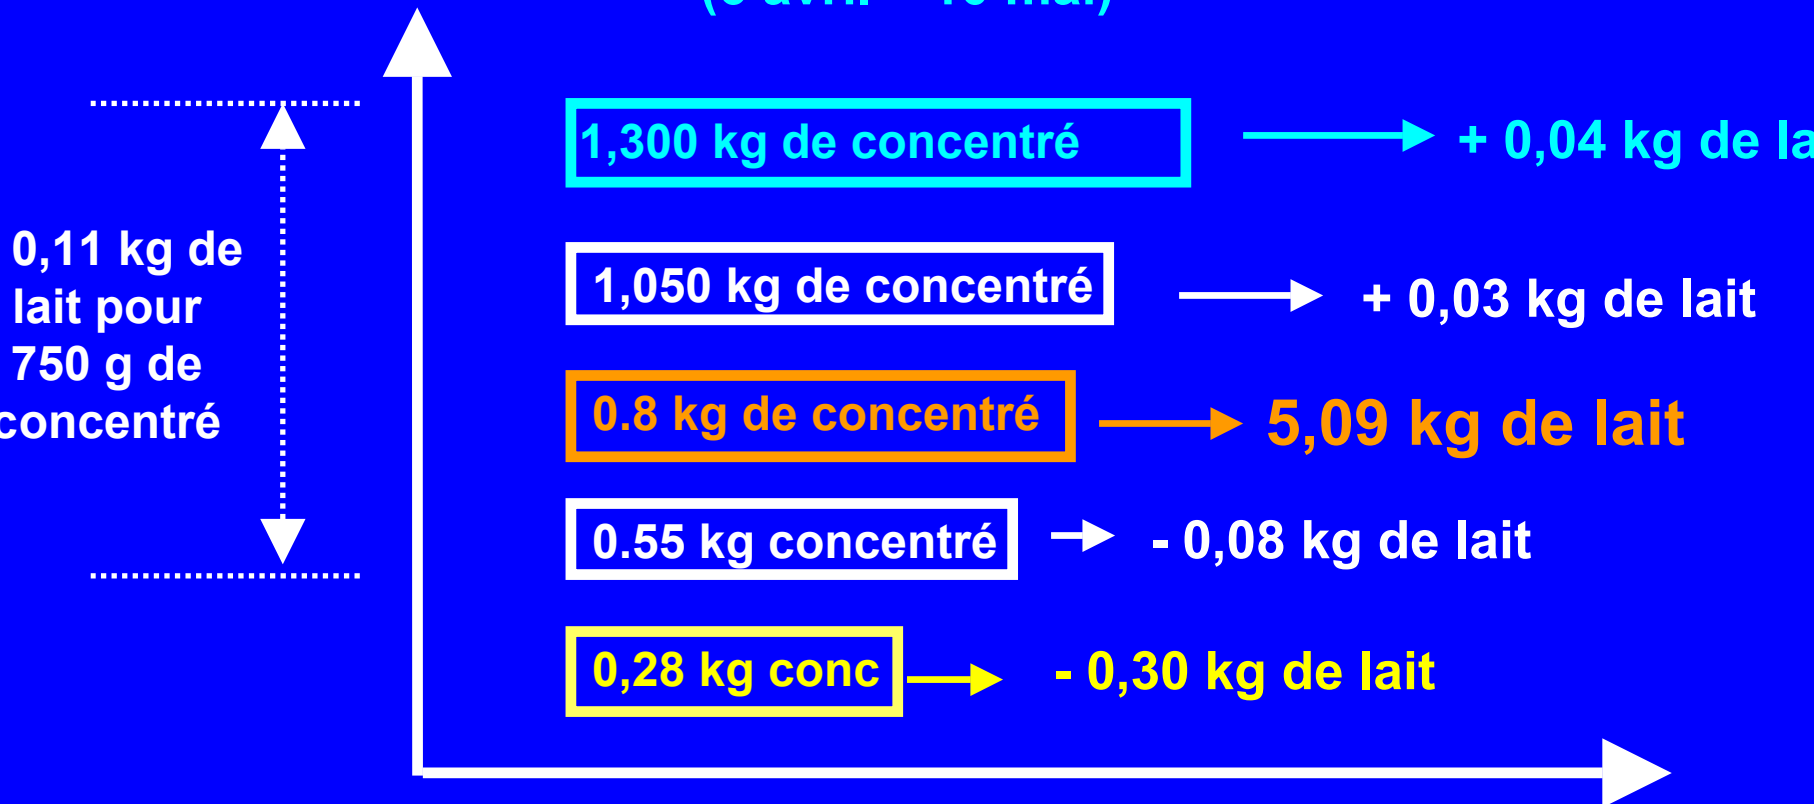 1,300 kg de concentré
+ 0,04 kg de
0,11 kg de
lait pour
750 g de
concentré
1,050 kg de concentré
+ 0,03 kg de lait
0.8 kg de concentré
5,09 kg de lait
0.55 kg concentré
- 0,08 kg de lait
0,28 kg conc
- 0,30 kg de lait